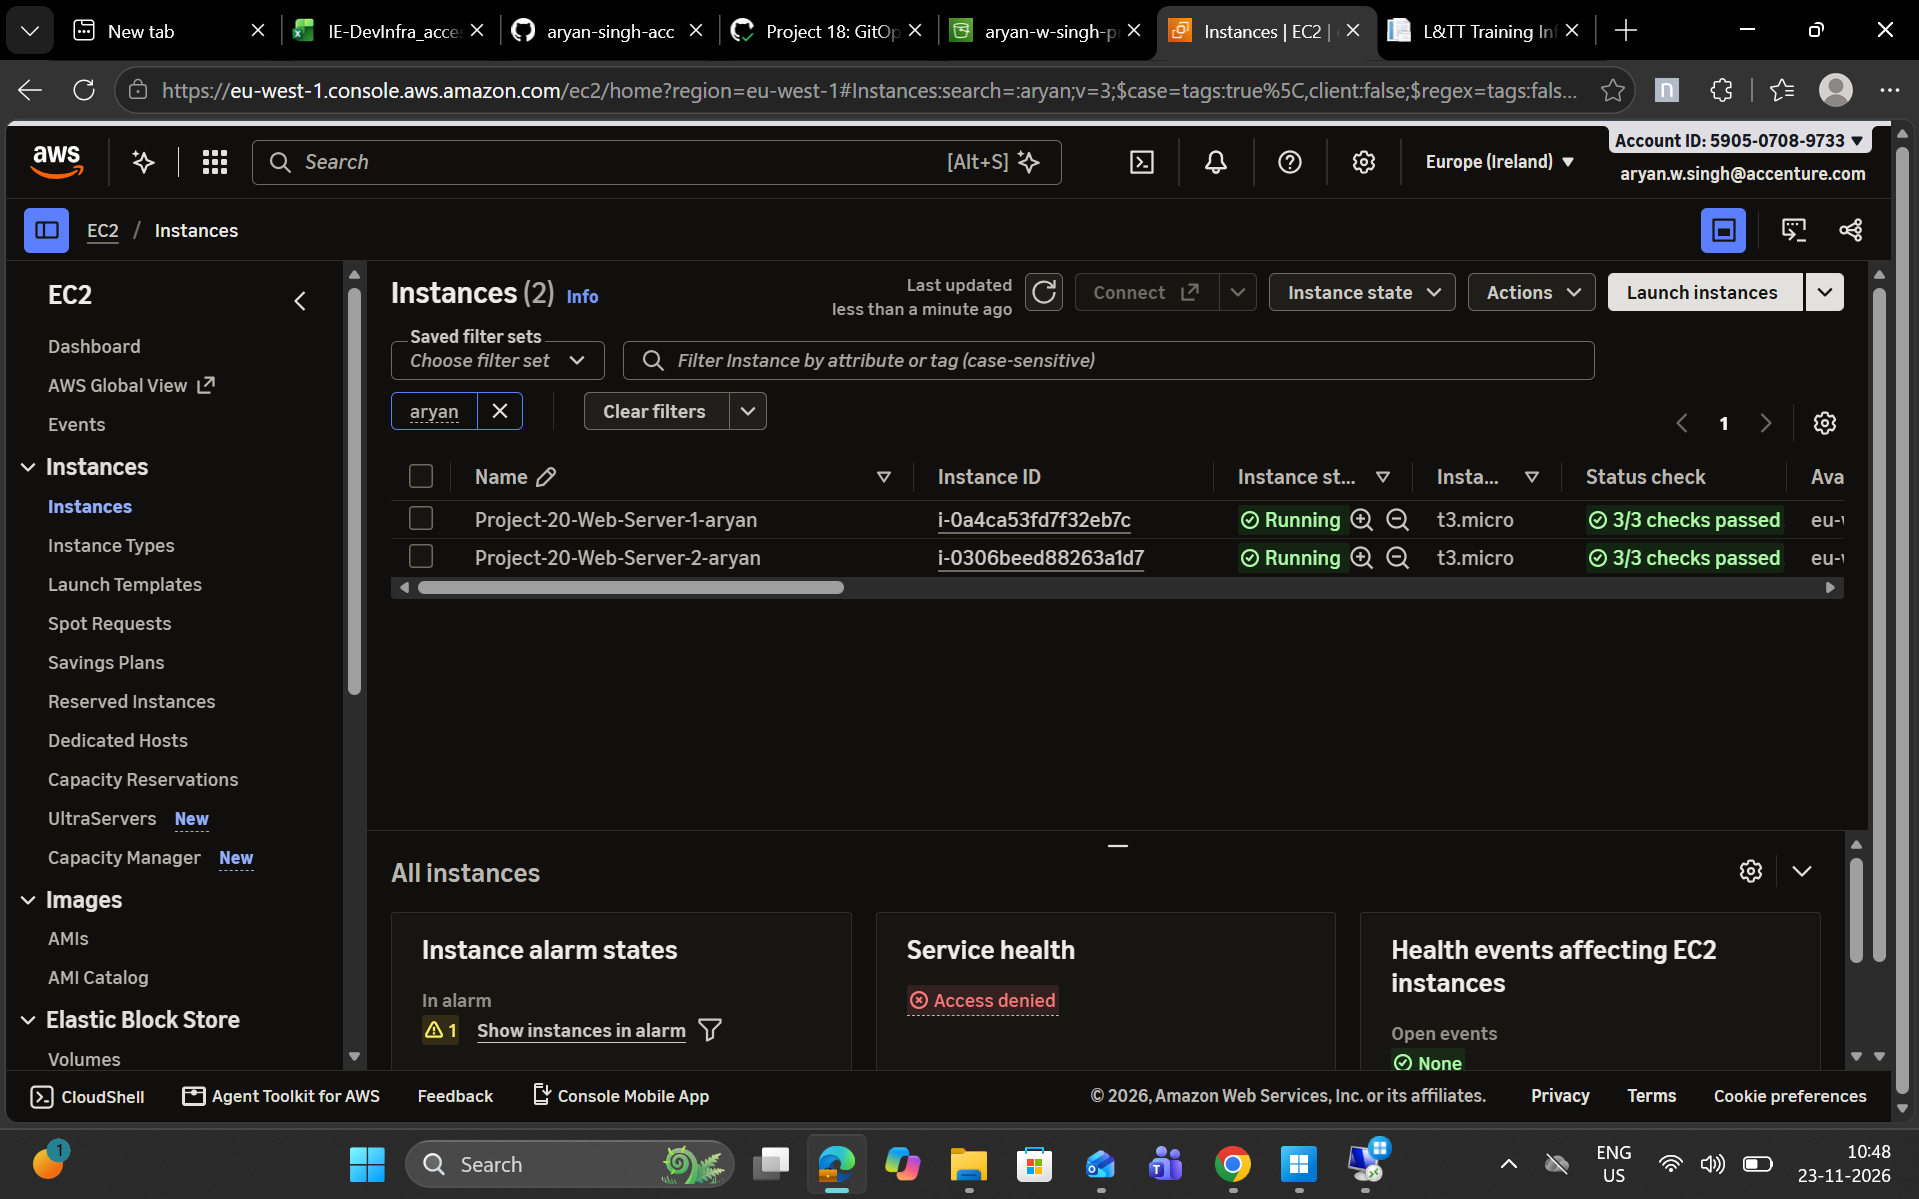 New tab
IE-DevInfra_acces
aryan-singh-acc
Project 18: GitOp
aryan-w-singh-p
Instances | EC2 |
L&TT Training Inf
https://eu-west-1.console.aws.amazon.com/ec2/home?region=eu-west-1#Instances:search=:aryan;v=3;$case=tags:true%5C,client:false;$regex=tags:fals...
n
aws
Search
[Alt+S]
Europe (Ireland)
Account ID: 5905-0708-9733
aryan.w.singh@accenture.com
EC2 / Instances
EC2
Dashboard
AWS Global View
Events
Instances
Instances
Instance Types
Launch Templates
Spot Requests
Savings Plans
Reserved Instances
Dedicated Hosts
Capacity Reservations
UltraServers New
Capacity Manager New
Images
AMIs
AMI Catalog
Elastic Block Store
Volumes
Instances (2) Info
Last updated
less than a minute ago
Connect
Instance state
Actions
Launch instances
Saved filter sets
Choose filter set
Filter Instance by attribute or tag (case-sensitive)
aryan
Clear filters
1
Name Instance ID Instance st... Insta... Status check Ava
Project-20-Web-Server-1-aryan i-0a4ca53fd7f32eb7c Running t3.micro 3/3 checks passed eu-w
Project-20-Web-Server-2-aryan i-0306beed88263a1d7 Running t3.micro 3/3 checks passed eu-w
All instances
Instance alarm states
In alarm
1 Show instances in alarm
Service health
Access denied
Health events affecting EC2
instances
Open events
None
CloudShell
Agent Toolkit for AWS
Feedback
Console Mobile App
© 2026, Amazon Web Services, Inc. or its affiliates.
Privacy
Terms
Cookie preferences
1
Search
T
ENG
US
10:48
23-11-2026